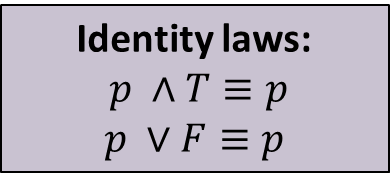 Identity laws:
p ∧ T ≡ p
p ∨ F ≡ p